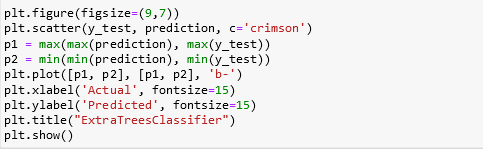 plt.figure(figsize=(9,7))
plt.scatter(y_test, prediction, c='crimson')
p1 = max(max(prediction), max(y_test))
p2 = min(min(prediction), min(y_test))
plt.plot([p1, p2], [p1, p2], 'b-')
plt.xlabel('Actual', fontsize=15)
plt.ylabel('Predicted', fontsize=15)
plt.title("ExtraTreesClassifier")
plt.show()